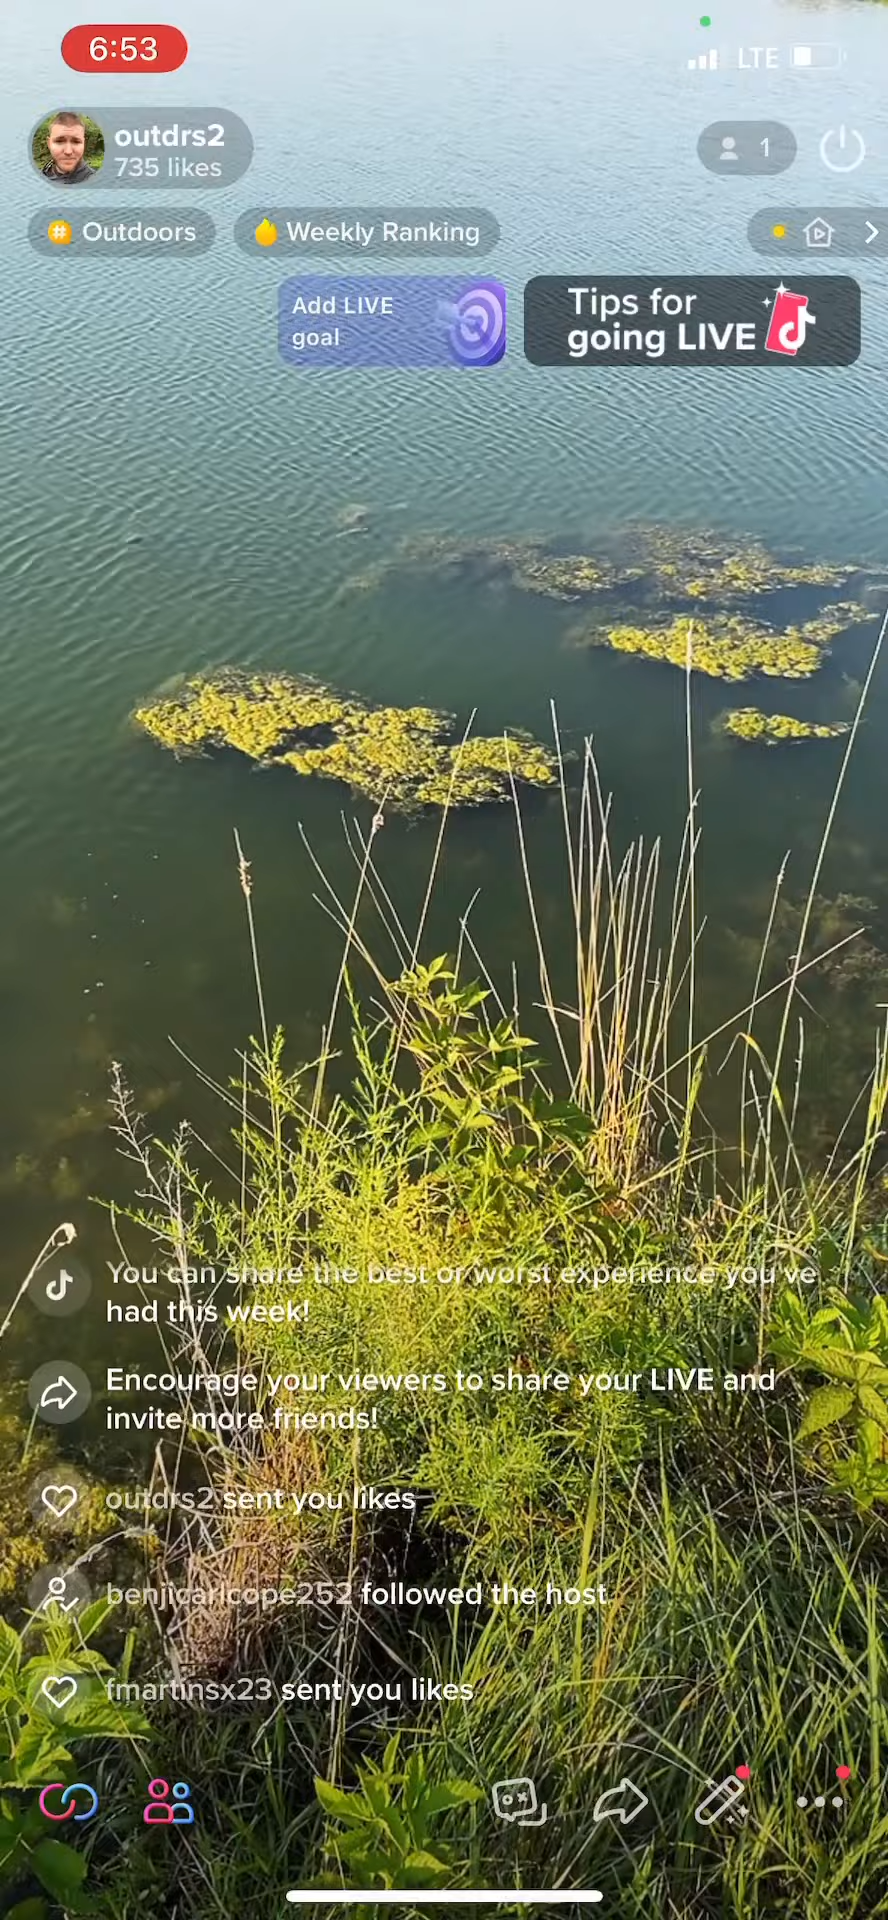 6:53
LTE
outdrs2
735 likes
1
Outdoors
Weekly Ranking
Add LIVE
goal
Tips for
going LIVE
You can share the best or worst experience you've
had this week!
Encourage your viewers to share your LIVE and
invite more friends!
outdrs2 sent you likes
benjicarlcope252 followed the host
fmartinsx23 sent you likes